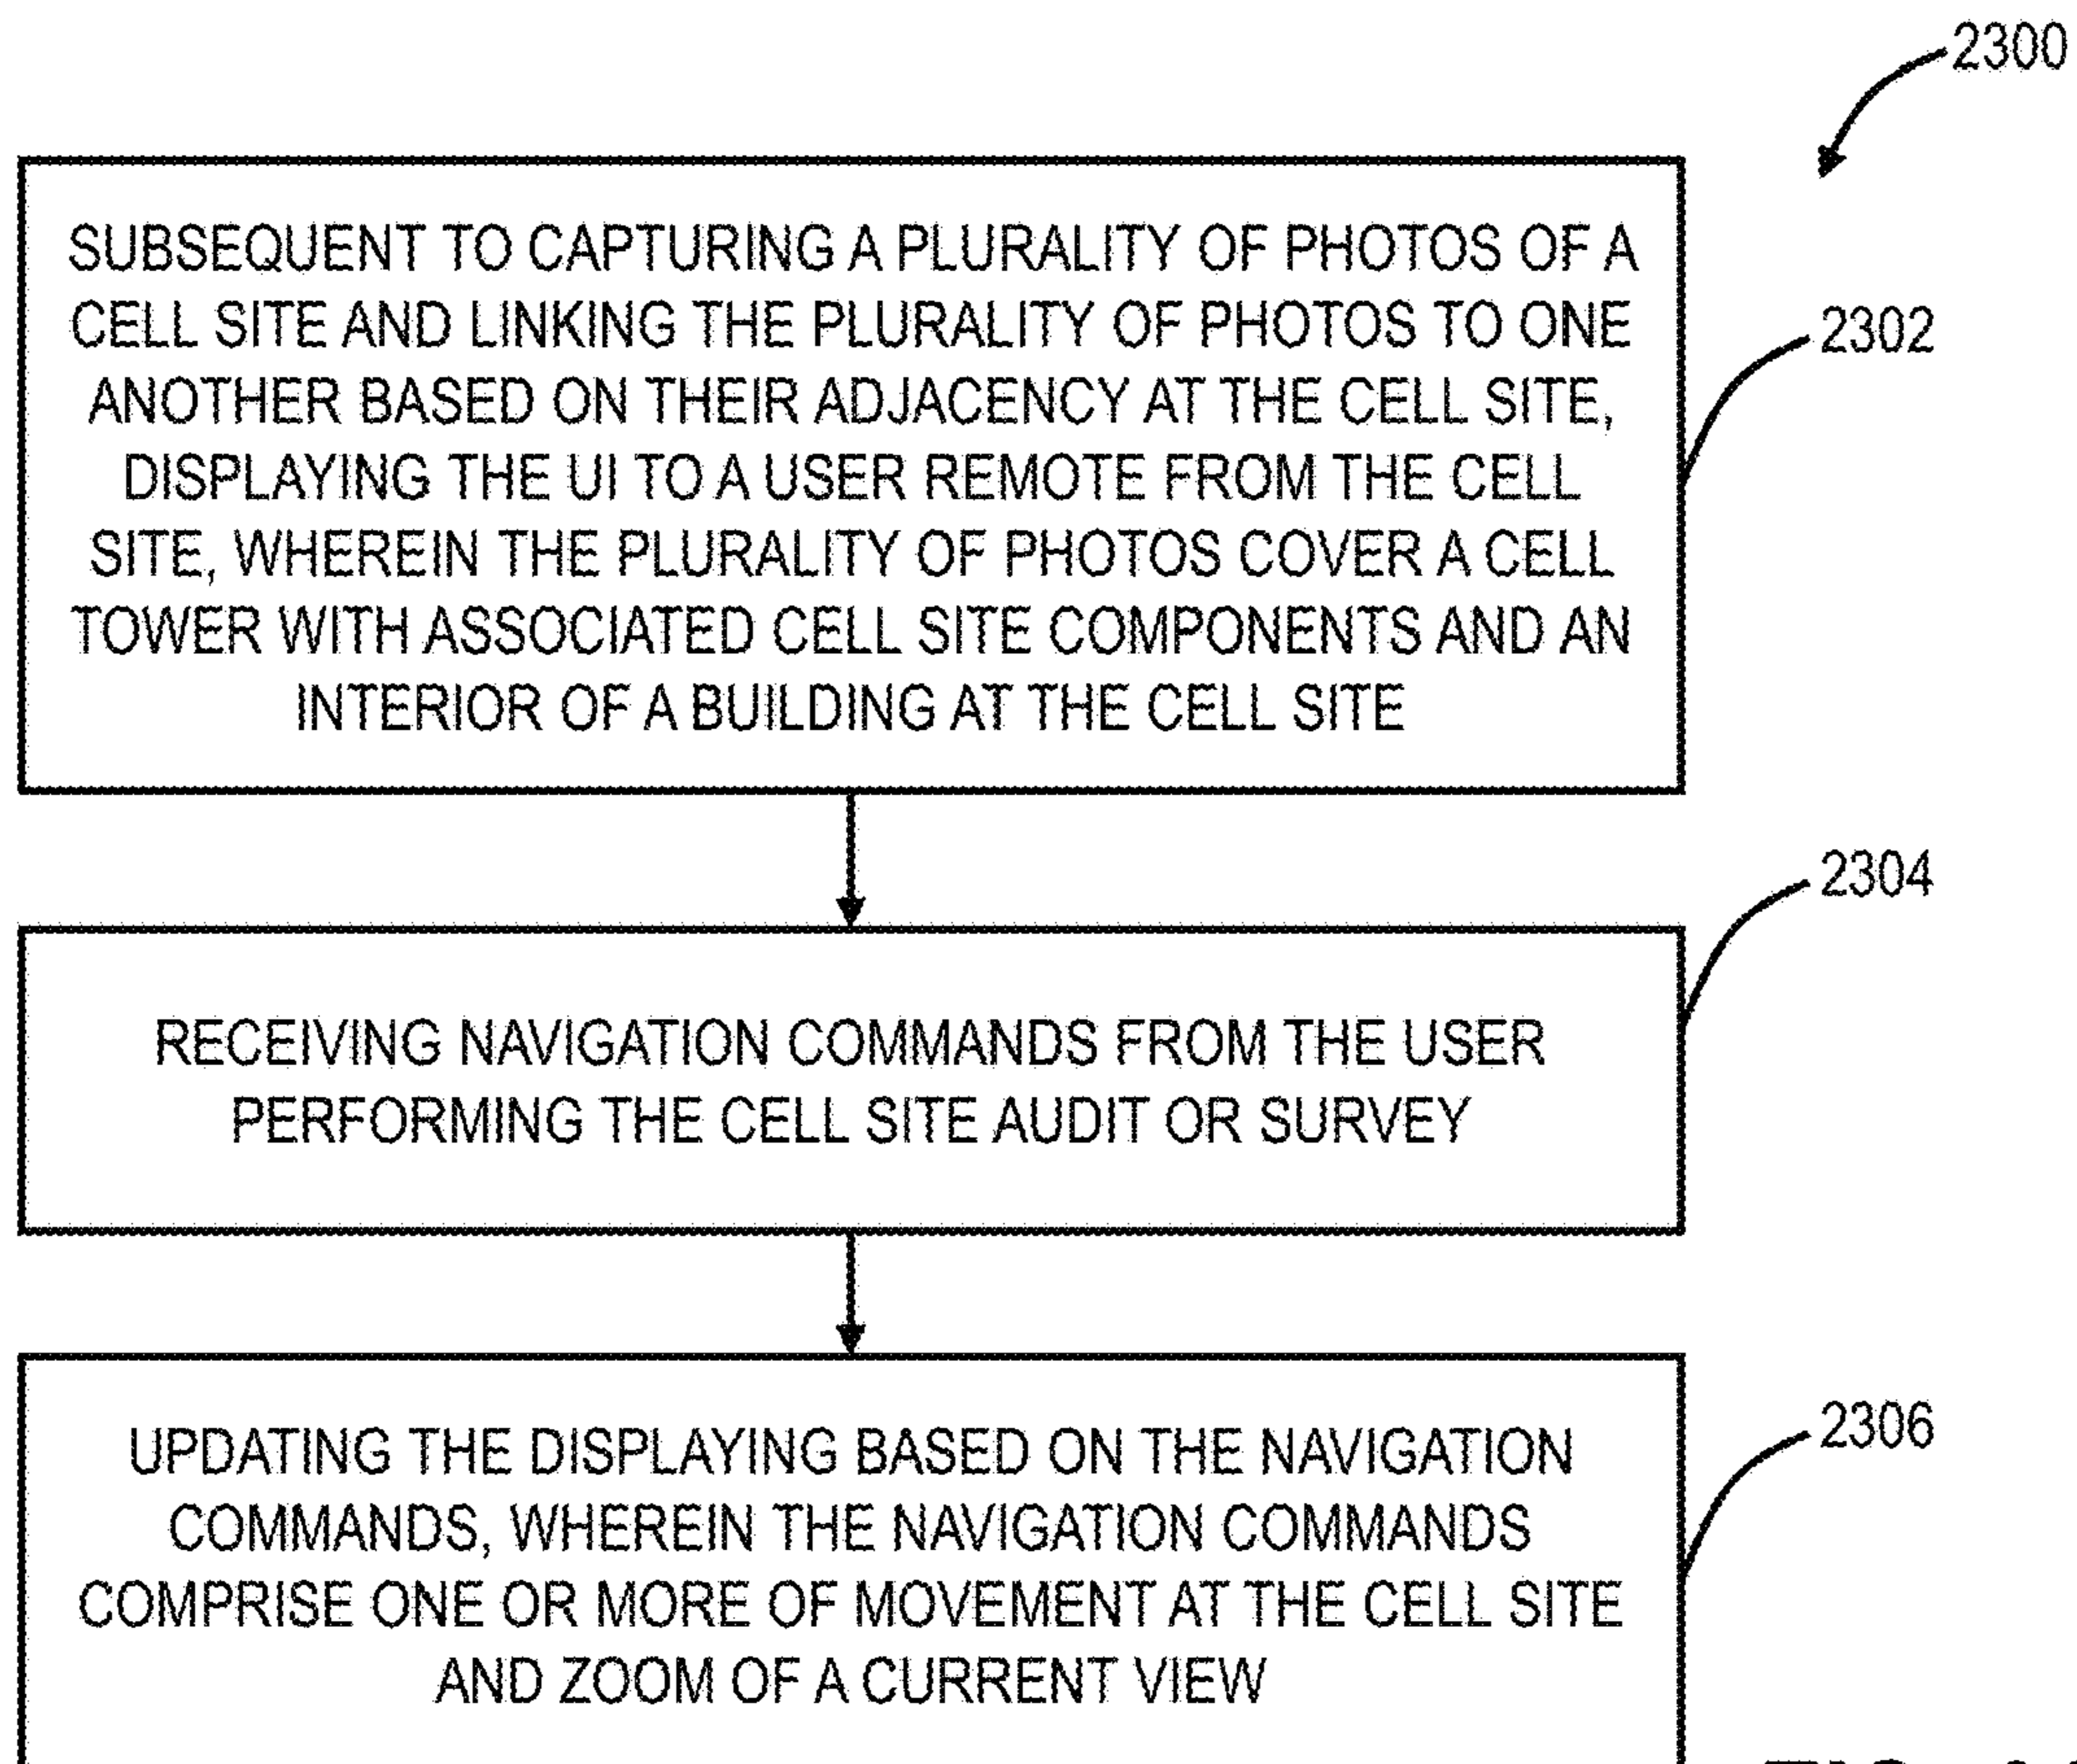 2300
SUBSEQUENT TO CAPTURING A PLURALITY OF PHOTOS OF A
CELL SITE AND LINKING THE PLURALITY OF PHOTOS TO ONE
ANOTHER BASED ON THEIR ADJACENCY AT THE CELL SITE,
DISPLAYING THE UI TO A USER REMOTE FROM THE CELL
SITE, WHEREIN THE PLURALITY OF PHOTOS COVER A CELL
TOWER WITH ASSOCIATED CELL SITE COMPONENTS AND AN
INTERIOR OF A BUILDING AT THE CELL SITE
2302
RECEIVING NAVIGATION COMMANDS FROM THE USER
PERFORMING THE CELL SITE AUDIT OR SURVEY
2304
UPDATING THE DISPLAYING BASED ON THE NAVIGATION
COMMANDS, WHEREIN THE NAVIGATION COMMANDS
COMPRISE ONE OR MORE OF MOVEMENT AT THE CELL SITE
AND ZOOM OF A CURRENT VIEW
2306